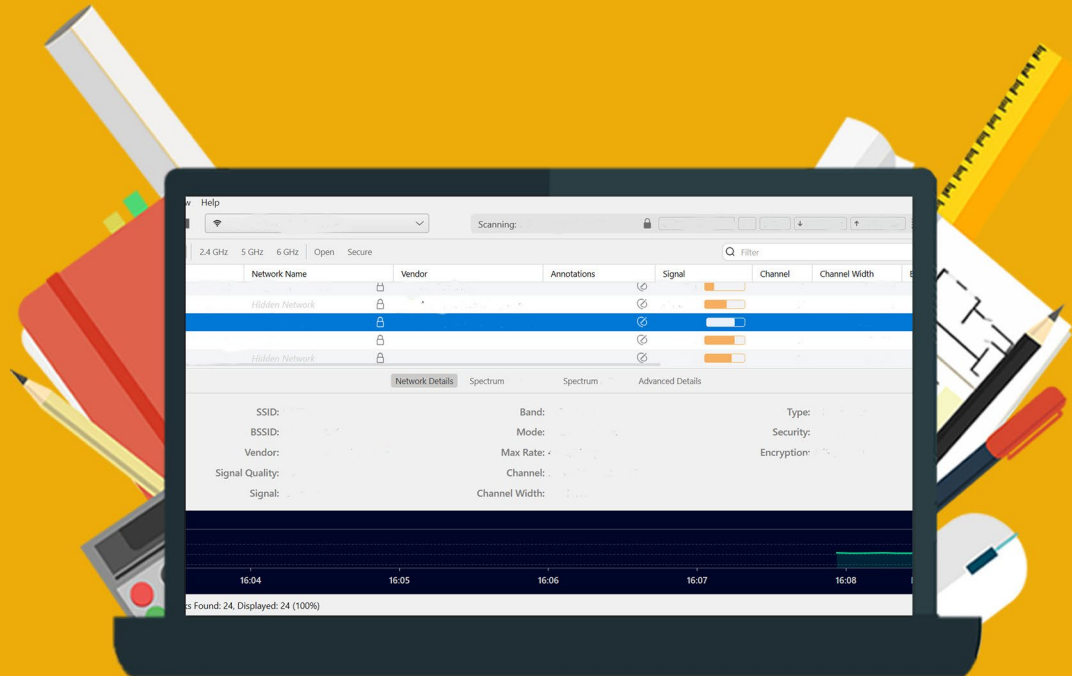 w Help
Scanning:
2.4 GHz 5 GHz 6 GHz Open Secure Filter
Network Name Vendor Annotations Signal Channel Channel Width
Hidden Network
Hidden Network
Network Details Spectrum Spectrum Advanced Details
SSID: Band: Type:
BSSID: Mode: Security:
Vendor: Max Rate: Encryption:
Signal Quality: Channel:
Signal: Channel Width:
16:04 16:05 16:06 16:07 16:08
ks Found: 24, Displayed: 24 (100%)